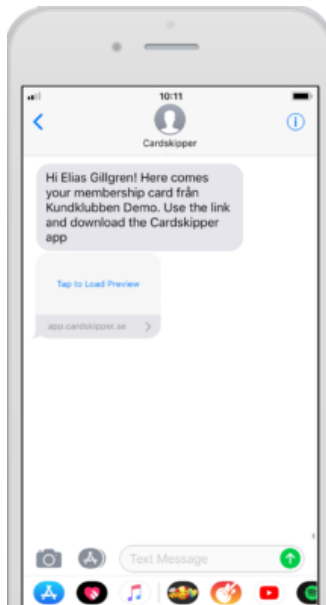 10:11
Cardskipper
Hi Elias Gillgren! Here comes
your membership card från
Kundklubben Demo. Use the link
and download the Cardskipper
app
Tap to Load Preview
app.cardskipper.se
Text Message